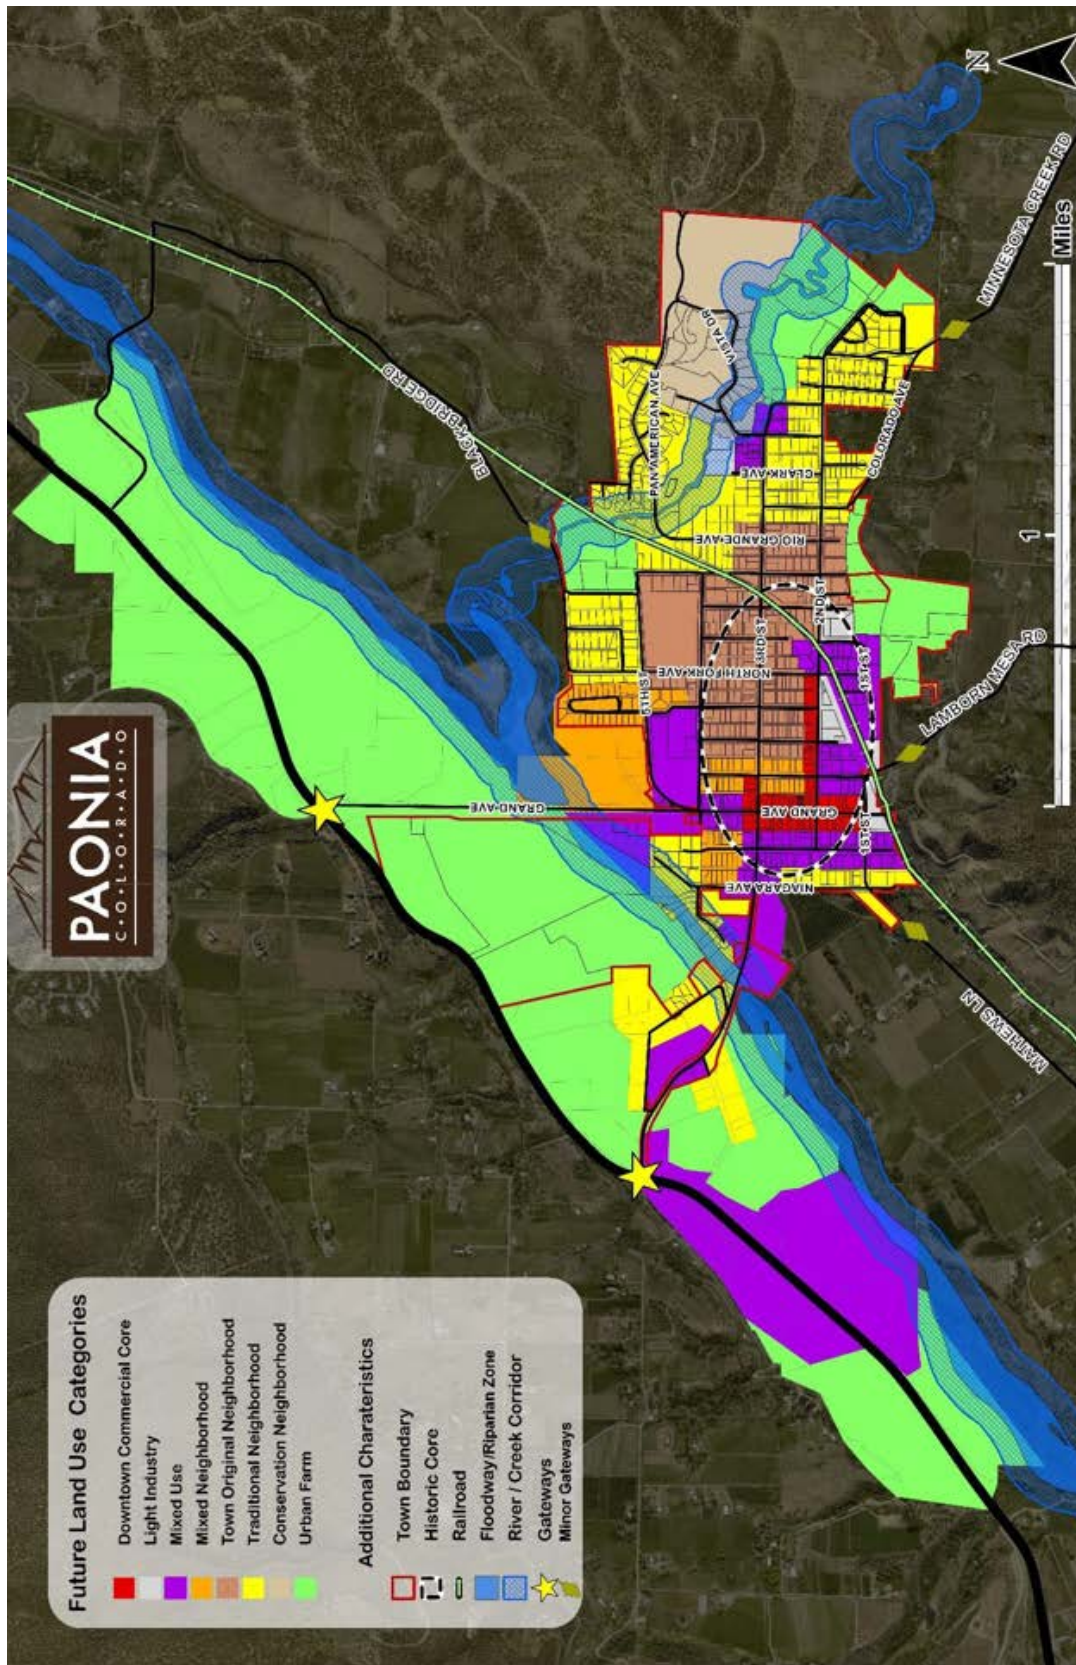 PAONIA
C·O·L·O·R·A·D·O
Future Land Use Categories
Downtown Commercial Core
Light Industry
Mixed Use
Mixed Neighborhood
Town Original Neighborhood
Traditional Neighborhood
Conservation Neighborhood
Urban Farm
Additional Charateristics
Town Boundary
Historic Core
Railroad
Floodway/Riparian Zone
River / Creek Corridor
Gateways
Minor Gateways
BLACK BRIDGE RD
GRAND AVE
PAN AMERICAN AVE
VISTA DR
5TH ST
NORTH FORK AVE
RIO GRANDE AVE
CLARK AVE
3RD ST
2ND ST
GRAND AVE
NIAGARA AVE
1ST ST
1ST ST
COLORADO AVE
MINNESOTA CREEK RD
LAMBORN MESA RD
MATHEWS LN
N
1
Miles